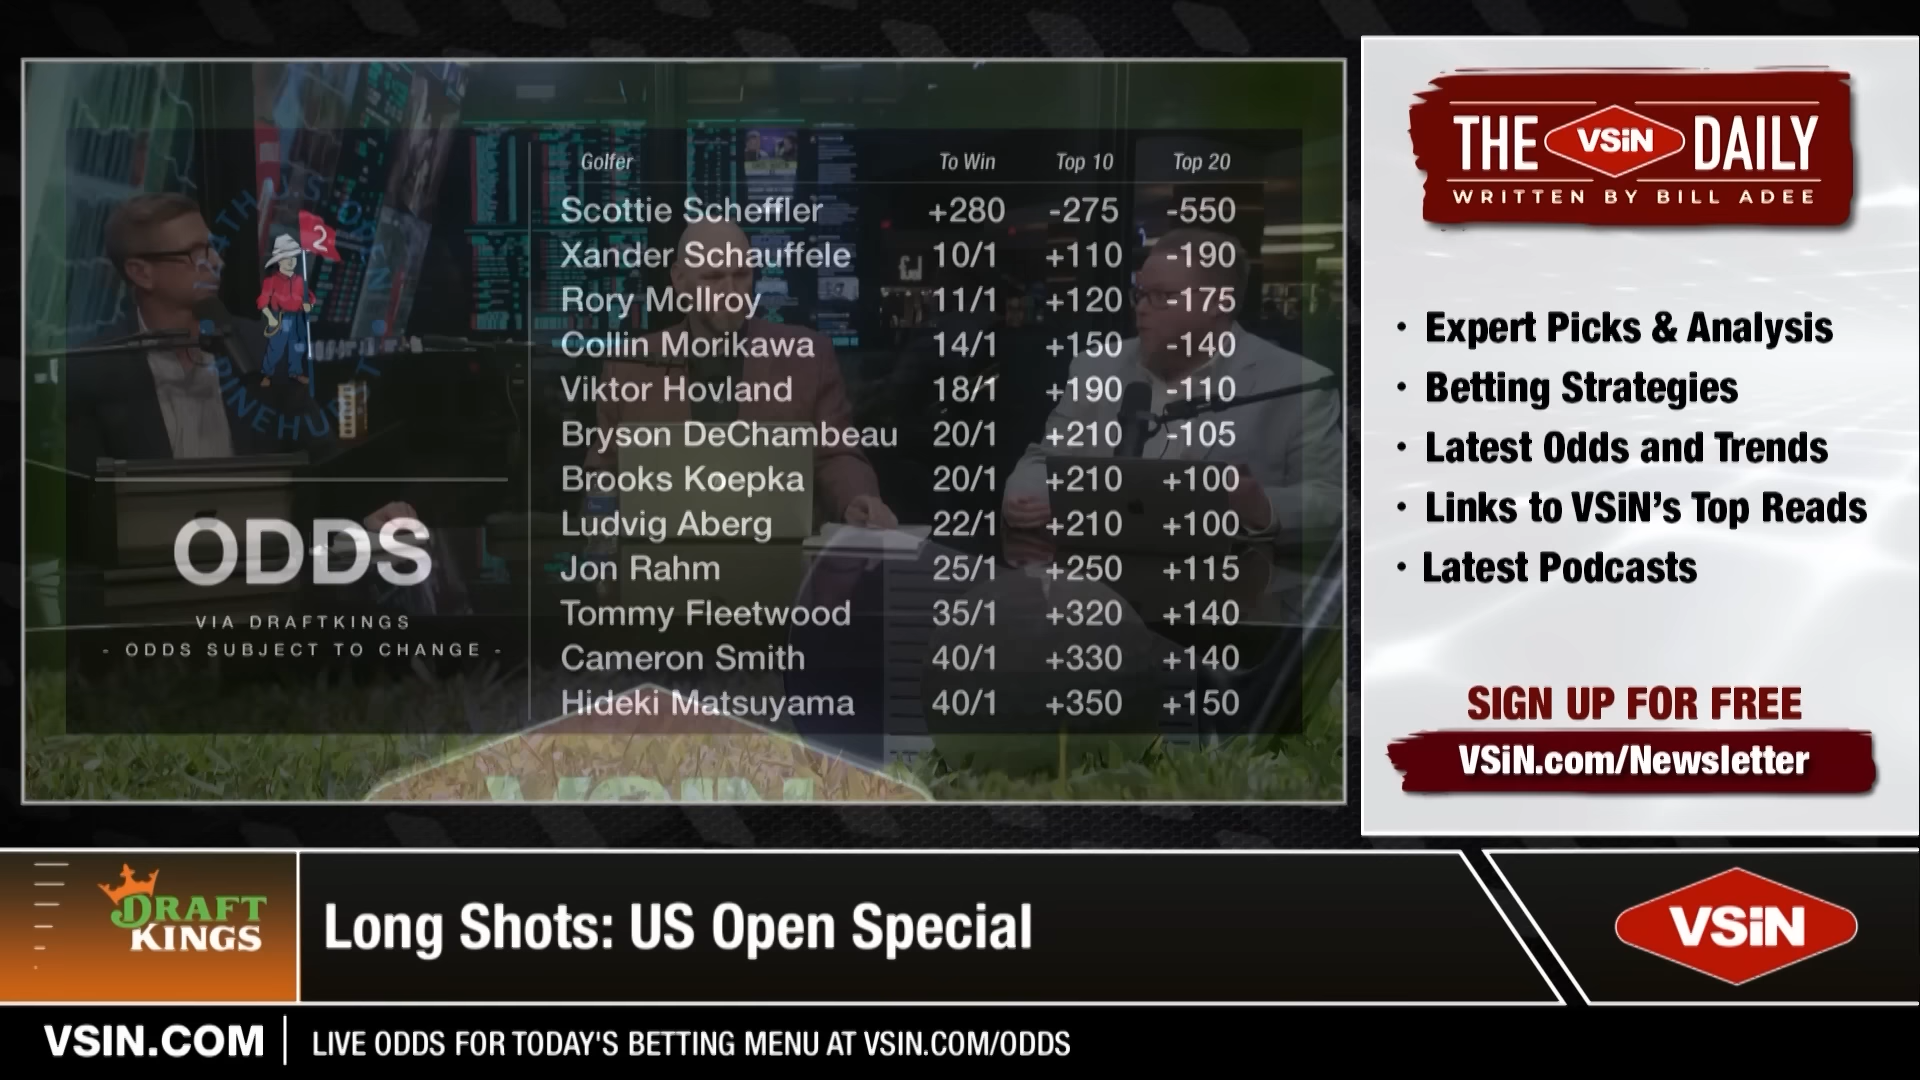 124TH U.S. OPEN
2
PINEHURST
ODDS
VIA DRAFTKINGS
- ODDS SUBJECT TO CHANGE -
Golfer To Win Top 10 Top 20
Scottie Scheffler +280 -275 -550
Xander Schauffele 10/1 +110 -190
Rory McIlroy 11/1 +120 -175
Collin Morikawa 14/1 +150 -140
Viktor Hovland 18/1 +190 -110
Bryson DeChambeau 20/1 +210 -105
Brooks Koepka 20/1 +210 +100
Ludvig Aberg 22/1 +210 +100
Jon Rahm 25/1 +250 +115
Tommy Fleetwood 35/1 +320 +140
Cameron Smith 40/1 +330 +140
Hideki Matsuyama 40/1 +350 +150
VSiN
THE VSiN DAILY
WRITTEN BY BILL ADEE
• Expert Picks & Analysis
• Betting Strategies
• Latest Odds and Trends
• Links to VSiN's Top Reads
• Latest Podcasts
SIGN UP FOR FREE
VSiN.com/Newsletter
DRAFT
KINGS
Long Shots: US Open Special
VSiN
VSIN.COM
LIVE ODDS FOR TODAY'S BETTING MENU AT VSIN.COM/ODDS